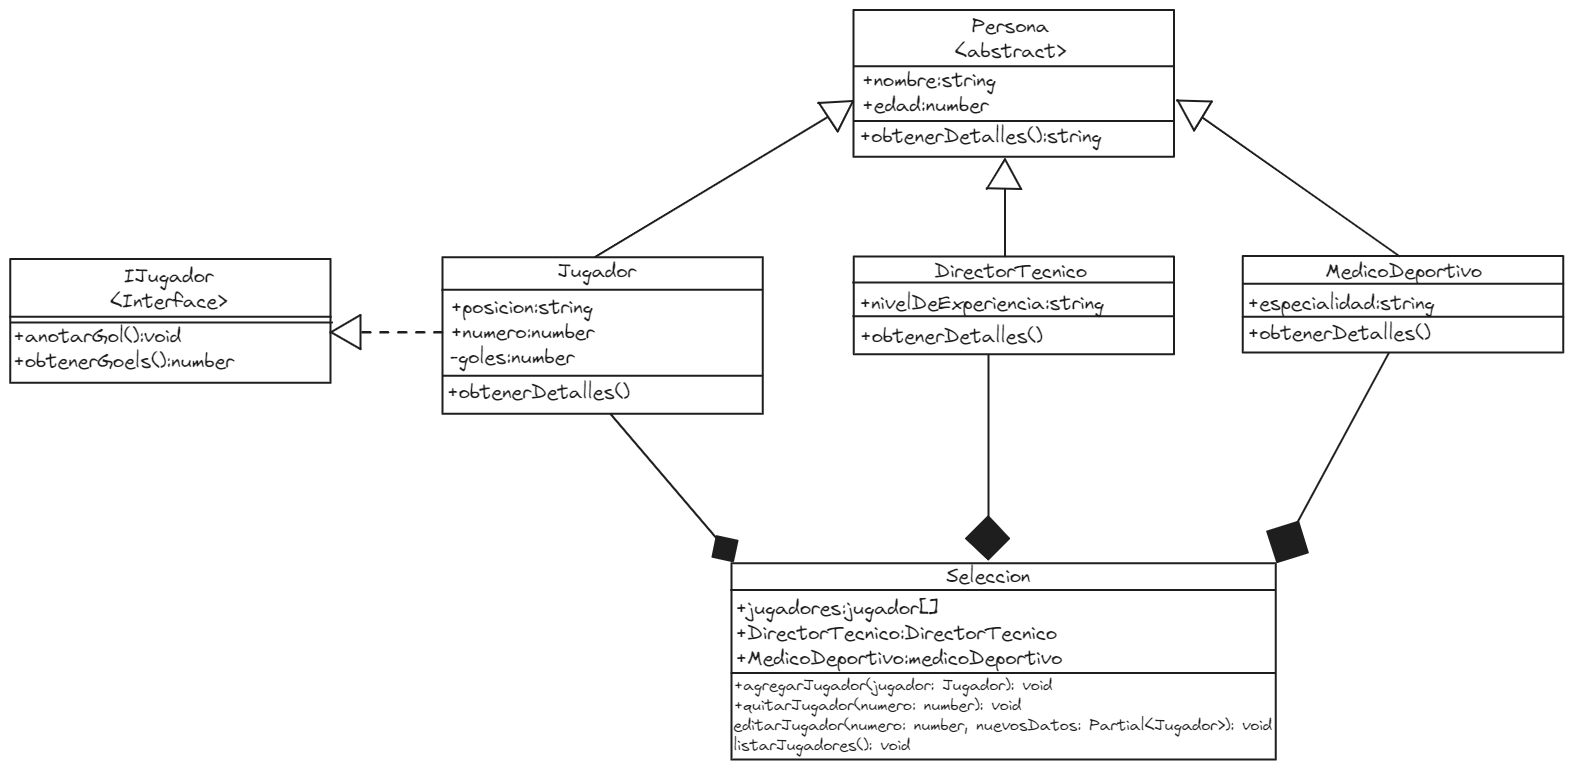 Persona
<abstract>
+nombre:string
+edad:number
+obtenerDetalles():string
IJugador
<Interface>
+anotarGol():void
+obtenerGoels():number
Jugador
+posicion:string
+numero:number
-goles:number
+obtenerDetalles()
DirectorTecnico
+nivelDeExperiencia:string
+obtenerDetalles()
MedicoDeportivo
+especialidad:string
+obtenerDetalles()
Seleccion
+jugadores:jugador[]
+DirectorTecnico:DirectorTecnico
+MedicoDeportivo:medicoDeportivo
+agregarJugador(jugador: Jugador): void
+quitarJugador(numero: number): void
editarJugador(numero: number, nuevosDatos: Partial<Jugador>): void
listarJugadores(): void